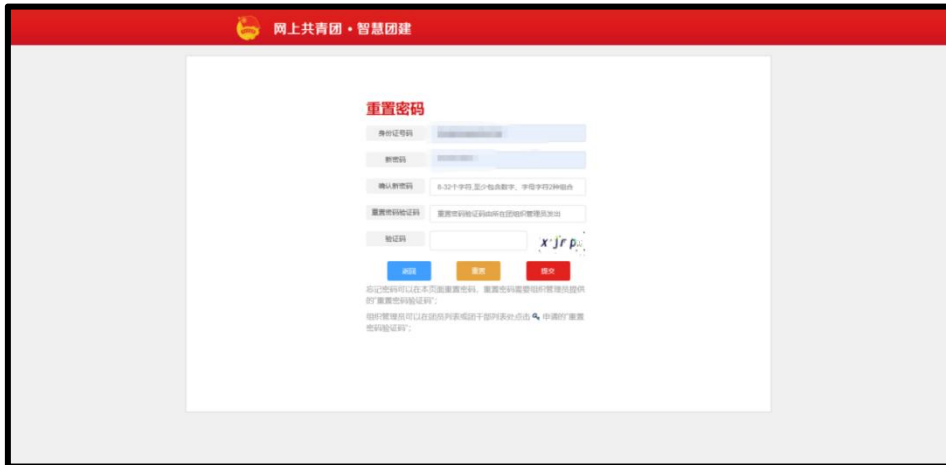 网上共青团·智慧团建
重置密码
身份证号码
新密码
确认新密码 8-32个字符,至少包含数字、字母字符2种组合
重置密码验证码 重置密码验证码由所在团组织管理员发出
验证码 xjrp
返回 重置 提交
忘记密码可以在本页面重置密码，重置密码需要组织管理员提供
的"重置密码验证码"；
组织管理员可以在团员列表或团干部列表处点击 申请的"重置
密码验证码"；